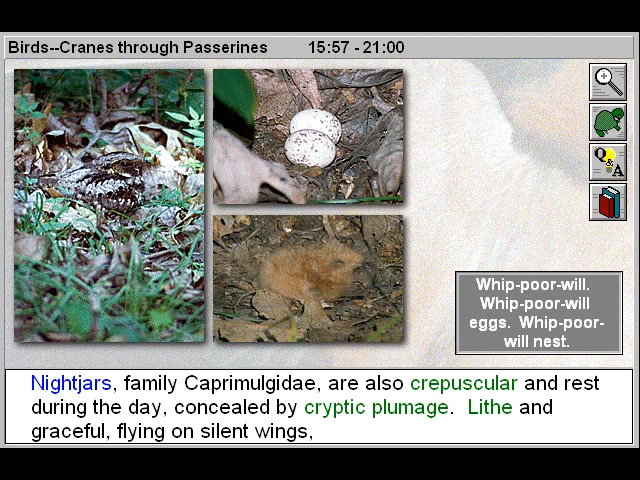 Birds--Cranes through Passerines 15:57 - 21:00
Q
&
A
Whip-poor-will.
Whip-poor-will
eggs. Whip-poor-
will nest.
Nightjars, family Caprimulgidae, are also crepuscular and rest
during the day, concealed by cryptic plumage. Lithe and
graceful, flying on silent wings,